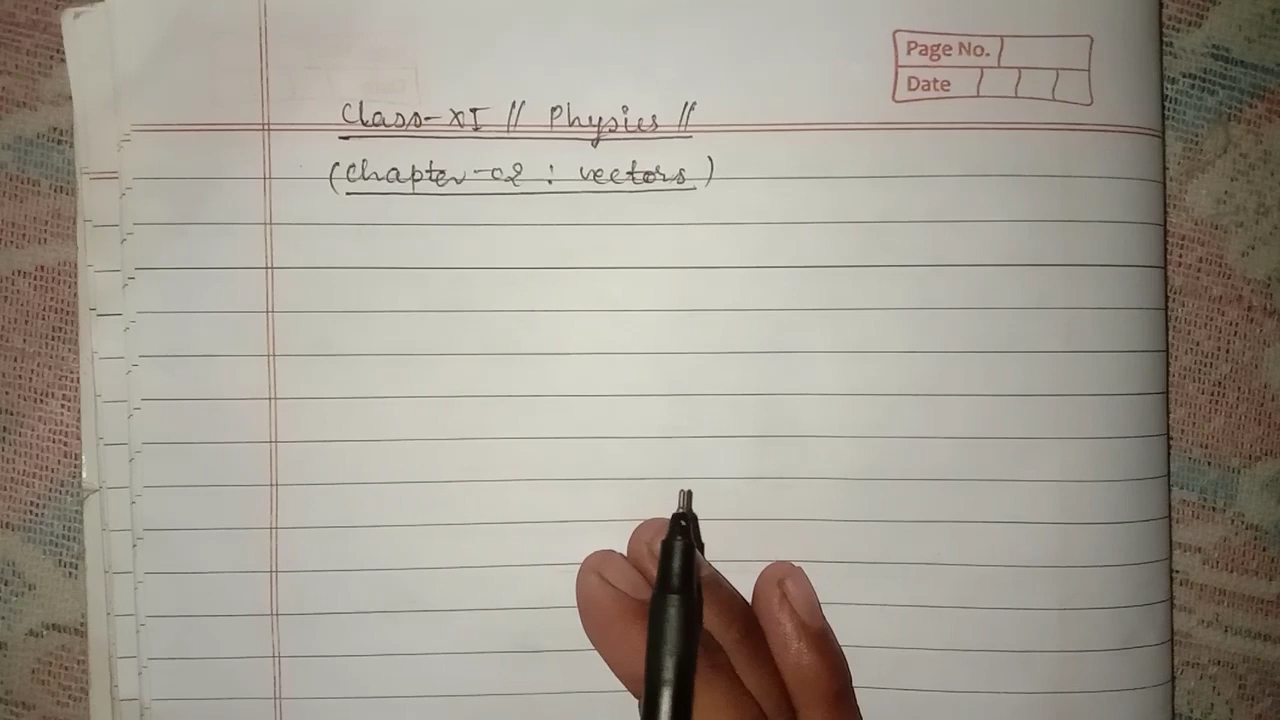 Page No.
Date
Class-XI // Physics //
(Chapter-02 : vectors)